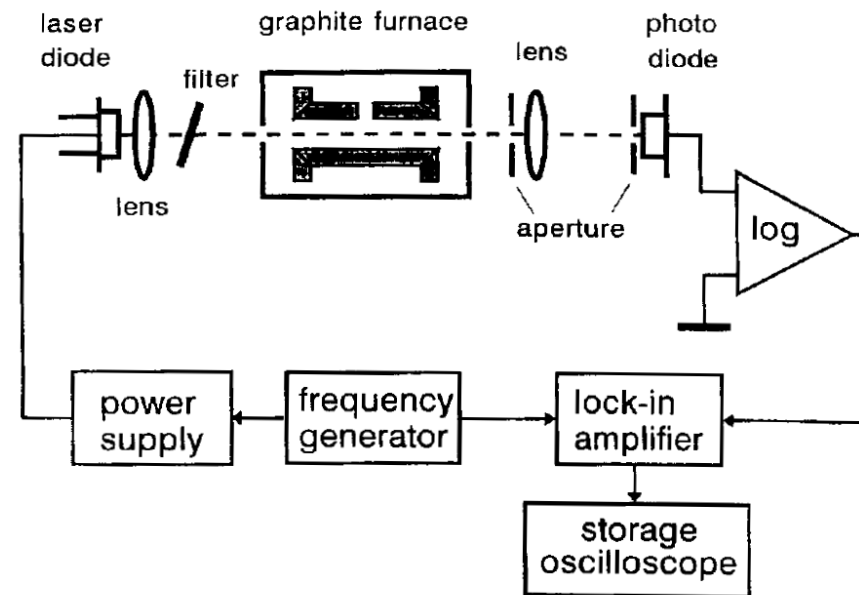 laser
diode
graphite furnace
lens
photo
diode
filter
lens
aperture
log
power
supply
frequency
generator
lock-in
amplifier
storage
oscilloscope